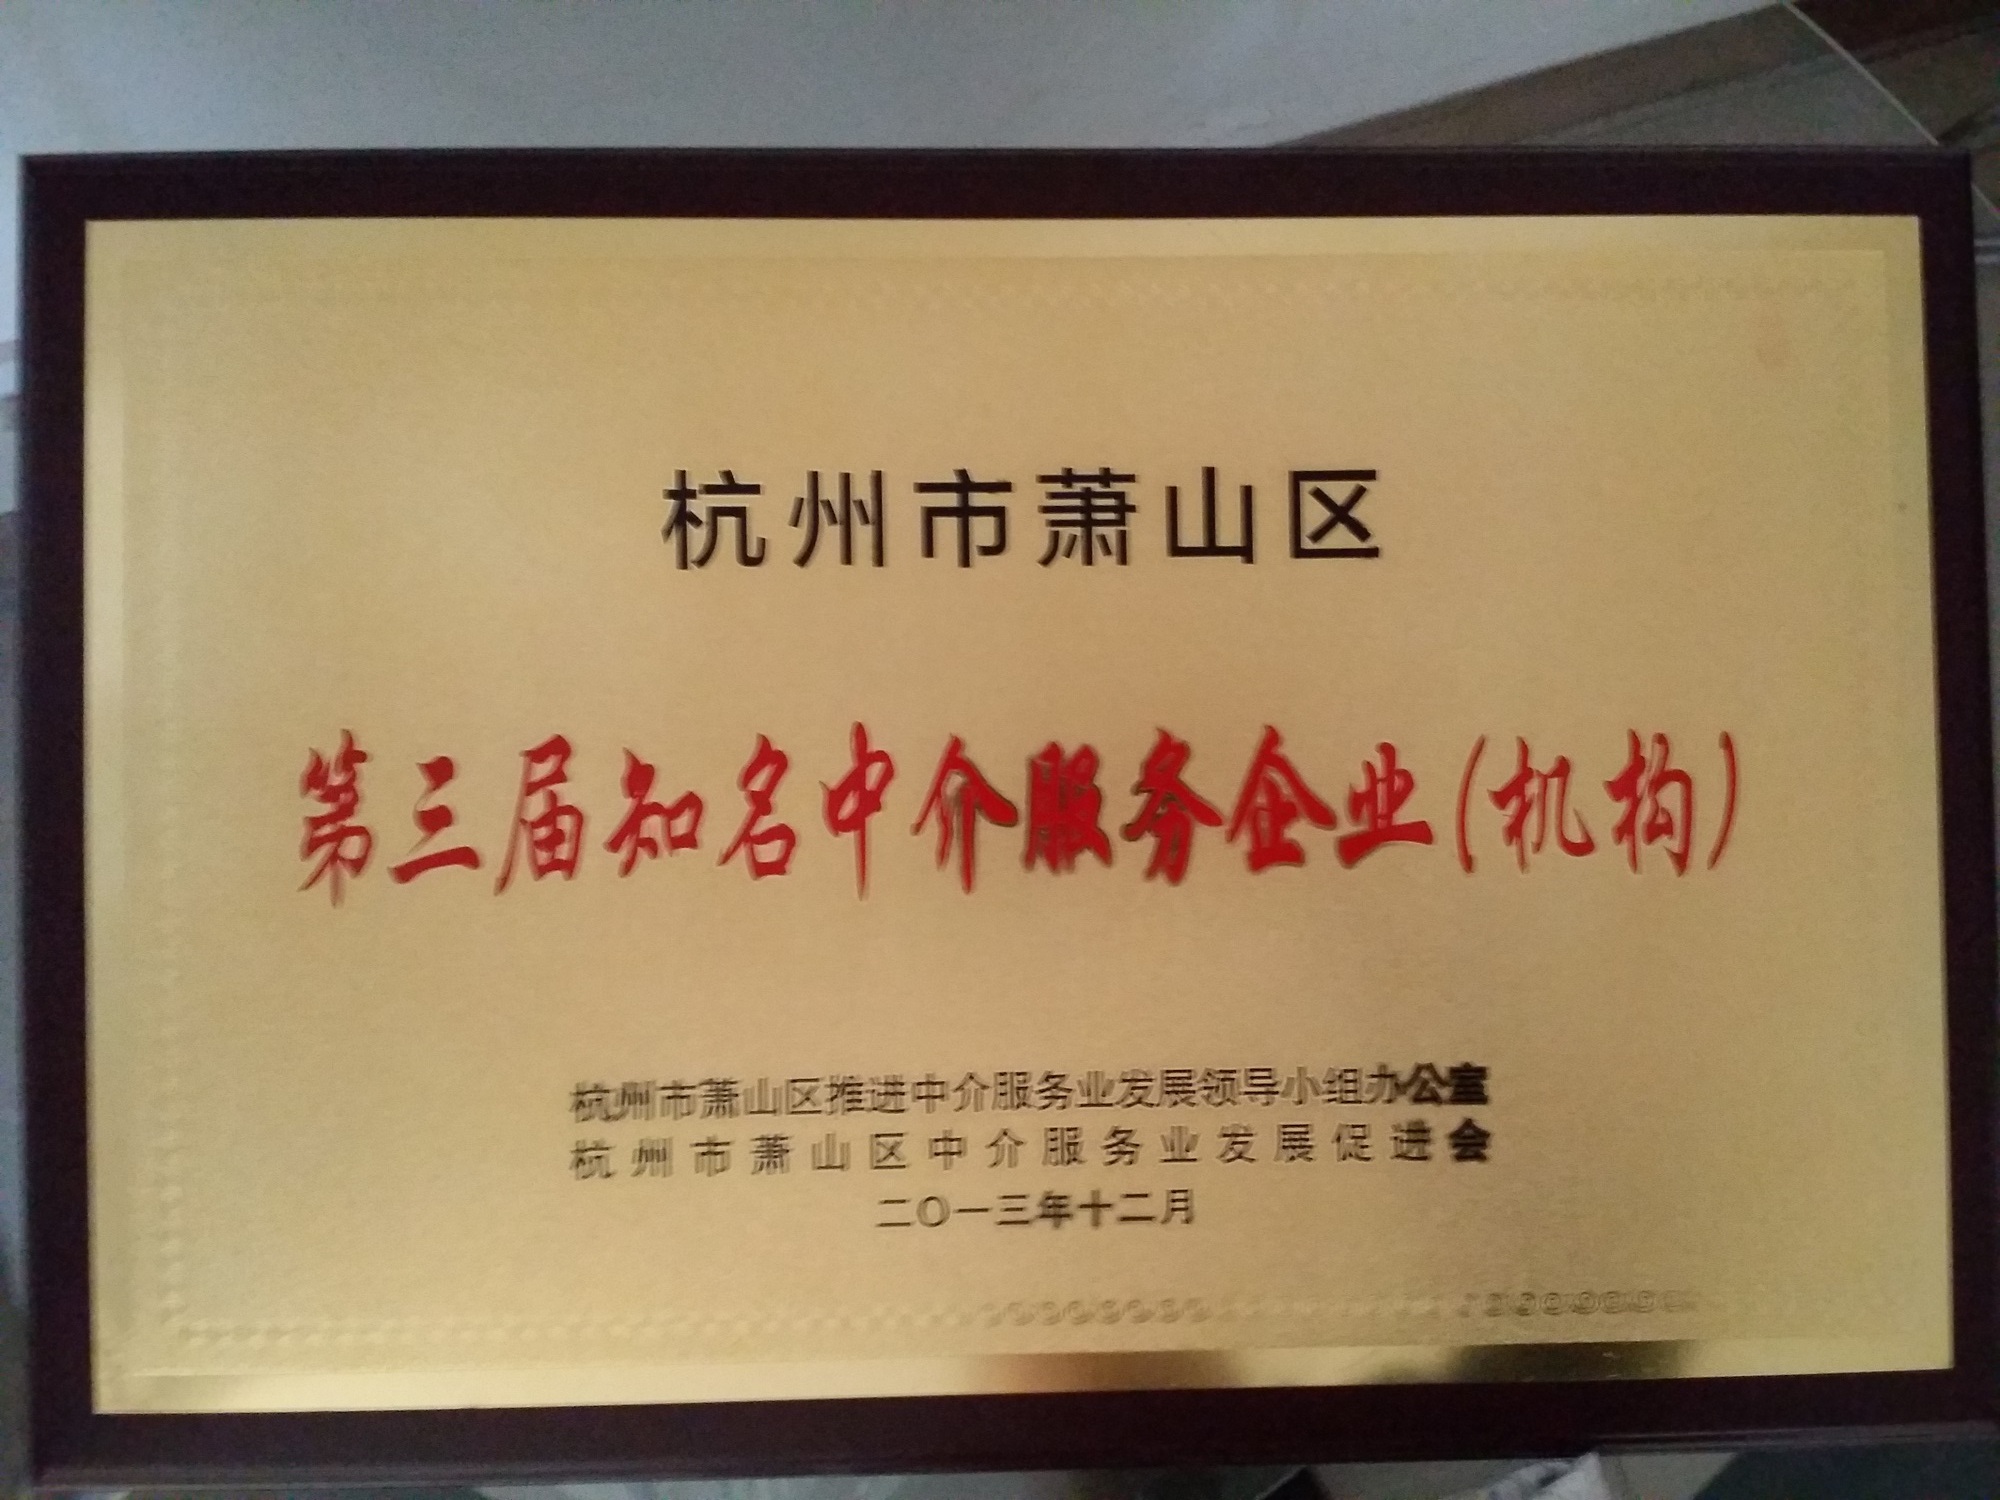 杭州市萧山区
第三届知名中介服务企业(机构)
杭州市萧山区推进中介服务业发展领导小组办公室
杭州市萧山区中介服务业发展促进会
二〇一三年十二月